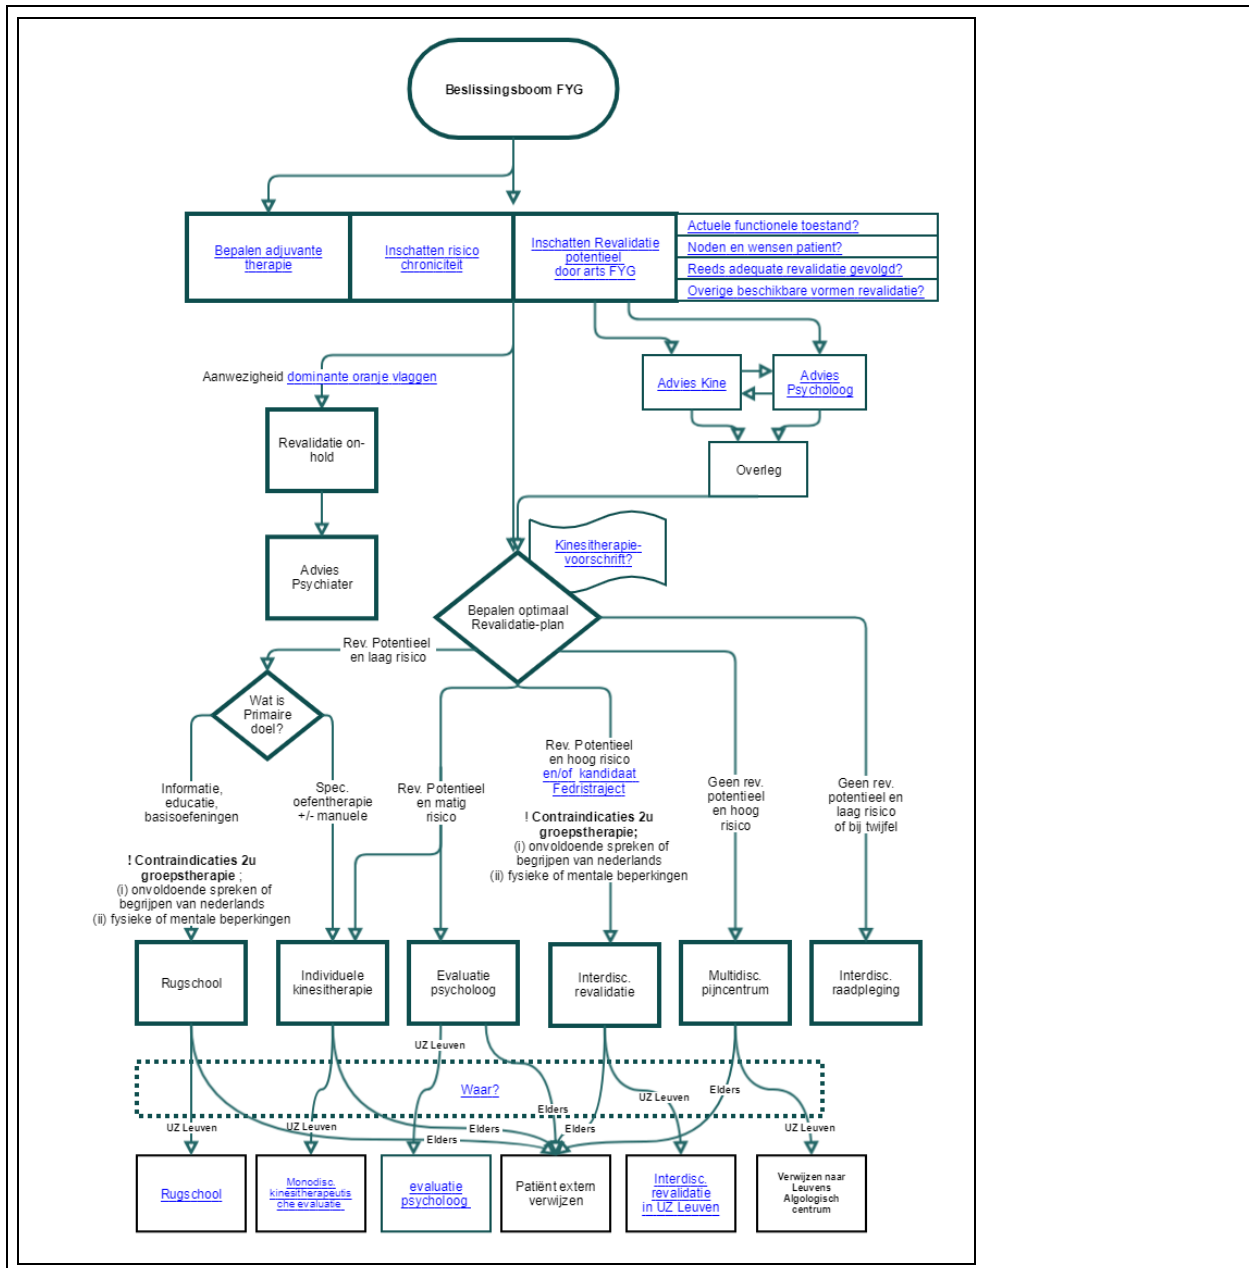 Beslissingsboom FYG
Bepalen adjuvante
therapie
Inschatten risico
chroniciteit
Inschatten Revalidatie
potentieel
door arts FYG
Actuele functionele toestand?
Noden en wensen patient?
Reeds adequate revalidatie gevolgd?
Overige beschikbare vormen revalidatie?
Aanwezigheid dominante oranje vlaggen
Advies Kine
Advies
Psycholoog
Revalidatie on-
hold
Overleg
Advies
Psychiater
Kinesitherapie-
voorschrift?
Bepalen optimaal
Revalidatie-plan
Rev. Potentieel
en laag risico
Wat is
Primaire
doel?
Informatie,
educatie,
basisoefeningen
Spec.
oefentherapie
+/- manuele
Rev. Potentieel
en matig
risico
Rev. Potentieel
en hoog risico
en/of kandidaat
Fedristraject
! Contraindicaties 2u
groepstherapie;
(i) onvoldoende spreken of
begrijpen van nederlands
(ii) fysieke of mentale beperkingen
Geen rev.
potentieel
en hoog
risico
Geen rev.
potentieel en
laag risico
of bij twijfel
! Contraindicaties 2u
groepstherapie ;
(i) onvoldoende spreken of
begrijpen van nederlands
(ii) fysieke of mentale beperkingen
Rugschool
Individuele
kinesitherapie
Evaluatie
psycholoog
Interdisc.
revalidatie
Multidisc.
pijncentrum
Interdisc.
raadpleging
UZ Leuven
Waar?
Elders
UZ Leuven
Elders
UZ Leuven
UZ Leuven
Elders
Elders
Elders
UZ Leuven
Rugschool
Monodisc.
kinesitherapeutis
che evaluatie
evaluatie
psycholoog
Patiënt extern
verwijzen
Interdisc.
revalidatie
in UZ Leuven
Verwijzen naar
Leuvens
Algologisch
centrum